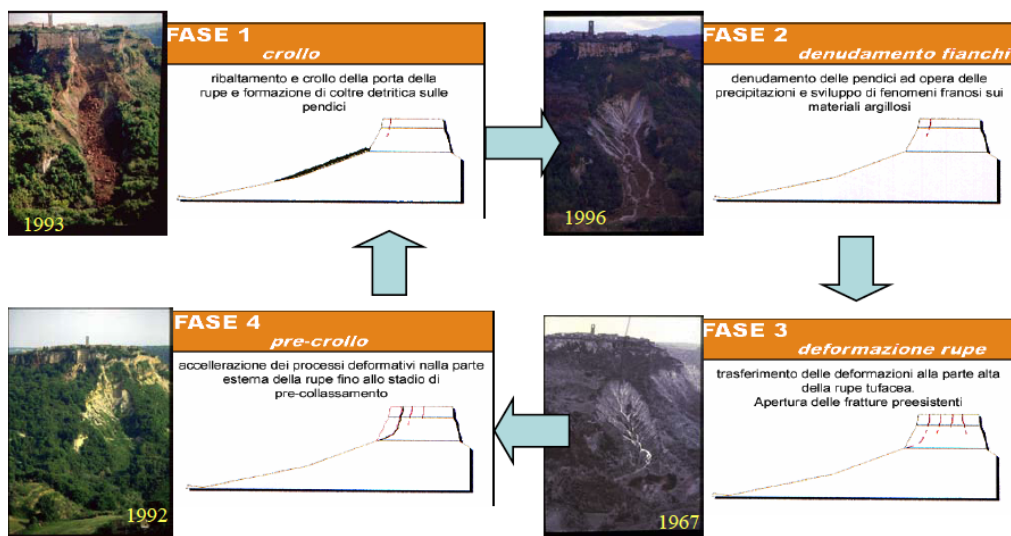 FASE 1
crollo
ribaltamento e crollo della porta della
rupe e formazione di coltre detritica sulle
pendici
1993
FASE 2
denudamento fianchi
denudamento delle pendici ad opera delle
precipitazioni e sviluppo di fenomeni franosi sui
materiali argillosi
1996
FASE 4
pre-crollo
accellerazione dei processi deformativi nalla parte
esterna della rupe fino allo stadio di
pre-collassamento
1992
FASE 3
deformazione rupe
trasferimento delle deformazioni alla parte alta
della rupe tufacea.
Apertura delle fratture preesistenti
1967